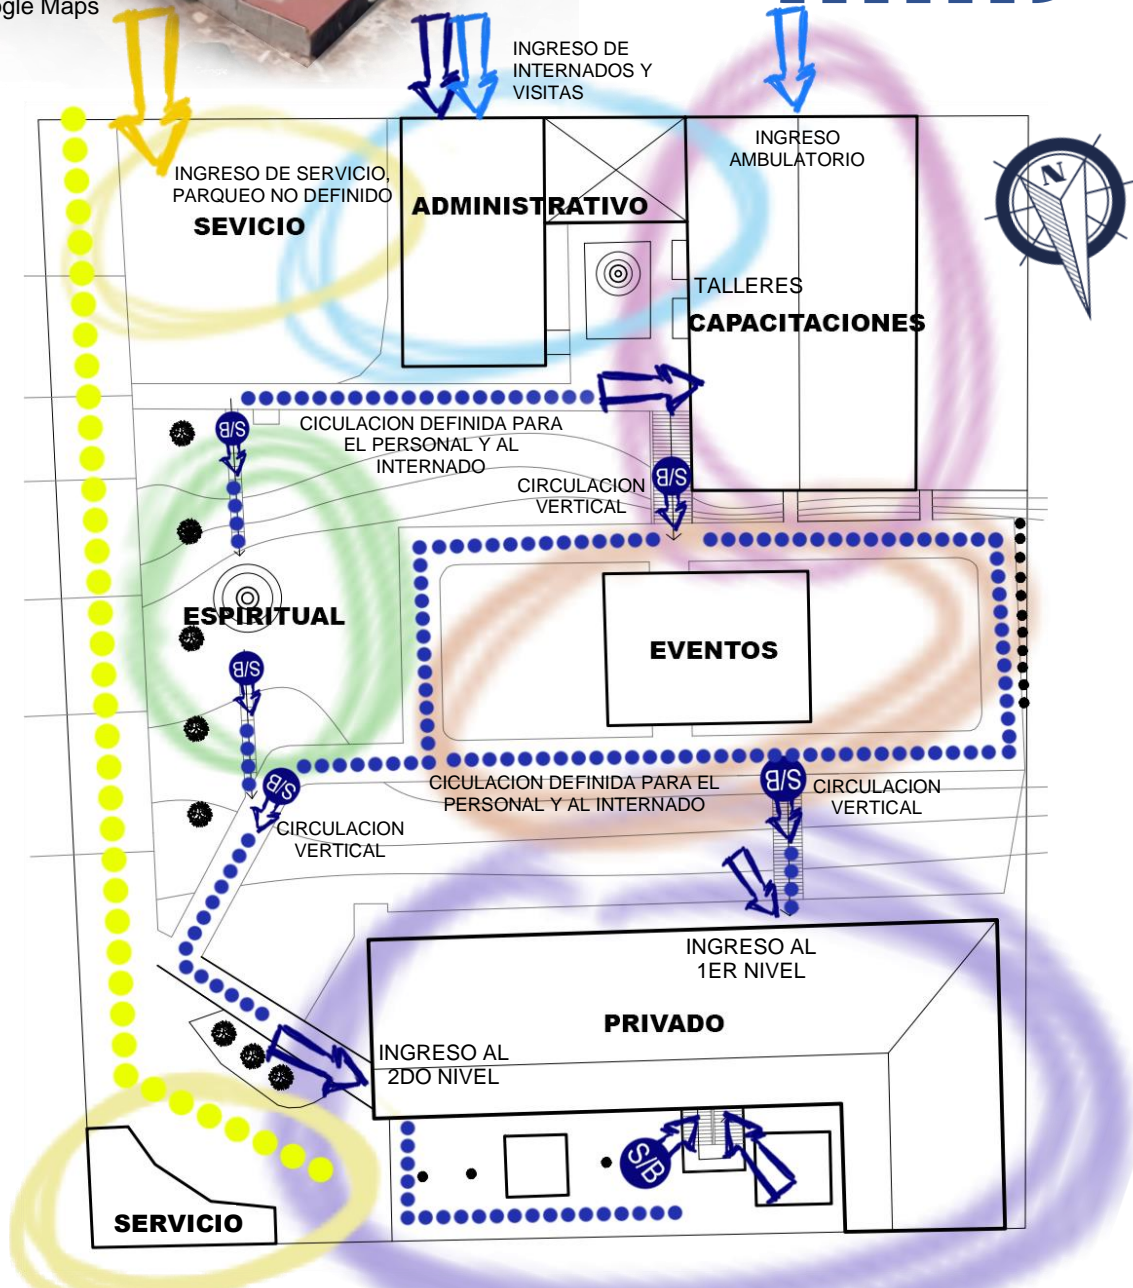 ogle Maps
INGRESO DE
INTERNADOS Y
VISITAS
INGRESO
AMBULATORIO
N
INGRESO DE SERVICIO,
PARQUEO NO DEFINIDO
SEVICIO
ADMINISTRATIVO
TALLERES
CAPACITACIONES
CICULACION DEFINIDA PARA
EL PERSONAL Y AL
INTERNADO
S/B
S/B
CIRCULACION
VERTICAL
ESPIRITUAL
EVENTOS
S/B
S/B
CICULACION DEFINIDA PARA EL
PERSONAL Y AL INTERNADO
S/B
CIRCULACION
VERTICAL
CIRCULACION
VERTICAL
INGRESO AL
1ER NIVEL
PRIVADO
INGRESO AL
2DO NIVEL
S/B
SERVICIO